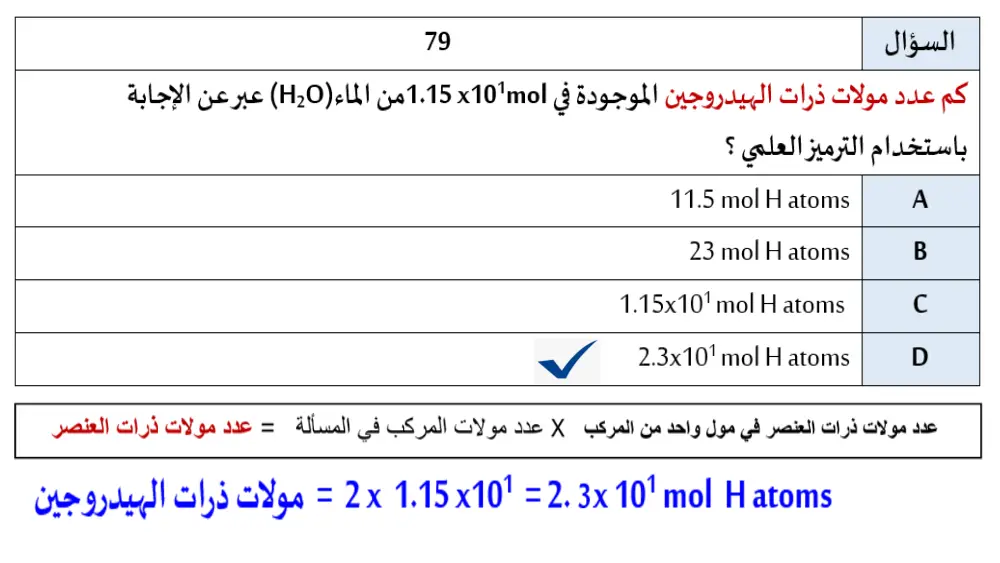 السؤال 79
كم عدد مولات ذرات الهيدروجين الموجودة في 1.15 x10¹mol من الماء(H₂O) عبر عن الإجابة
باستخدام الترميز العلمي ؟
A 11.5 mol H atoms
B 23 mol H atoms
C 1.15x10¹ mol H atoms
D 2.3x10¹ mol H atoms
عدد مولات ذرات العنصر في مول واحد من المركب X عدد مولات المركب في المسألة = عدد مولات ذرات العنصر
مولات ذرات الهيدروجين = 2 x 1.15 x10¹ = 2. 3x 10¹ mol H atoms